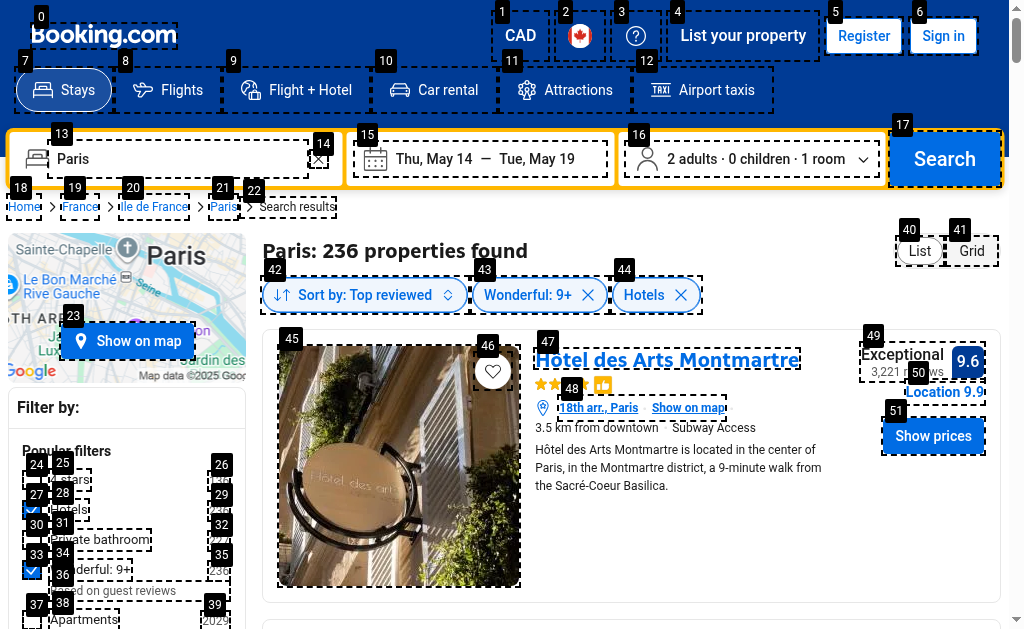 Booking.com
CAD
List your property
Register
Sign in
Stays
Flights
Flight + Hotel
Car rental
Attractions
Airport taxis
Paris
Thu, May 14 — Tue, May 19
2 adults · 0 children · 1 room
Search
Home
France
Ile de France
Paris
Search results
Sainte-Chapelle
Paris
Le Bon Marché
Rive Gauche
Seine
Show on map
Jardin des
Google
Map data ©2025
Filter by:
Popular filters
4 stars
Hotels
Private bathroom
Wonderful: 9+
236
Based on guest reviews
Apartments
2029
Paris: 236 properties found
List
Grid
Sort by: Top reviewed
Wonderful: 9+
Hotels
Hôtel des Arts Montmartre
18th arr., Paris
Show on map
3.5 km from downtown · Subway Access
Hôtel des Arts Montmartre is located in the center of
Paris, in the Montmartre district, a 9-minute walk from
the Sacré-Coeur Basilica.
Exceptional
3,221 reviews
9.6
Location 9.9
Show prices
Hôtel des arts
0
1
2
3
4
5
6
7
8
9
10
11
12
13
14
15
16
17
18
19
20
21
22
23
24
25
26
27
28
29
30
31
32
33
34
35
36
37
38
39
40
41
42
43
44
45
46
47
48
49
50
51